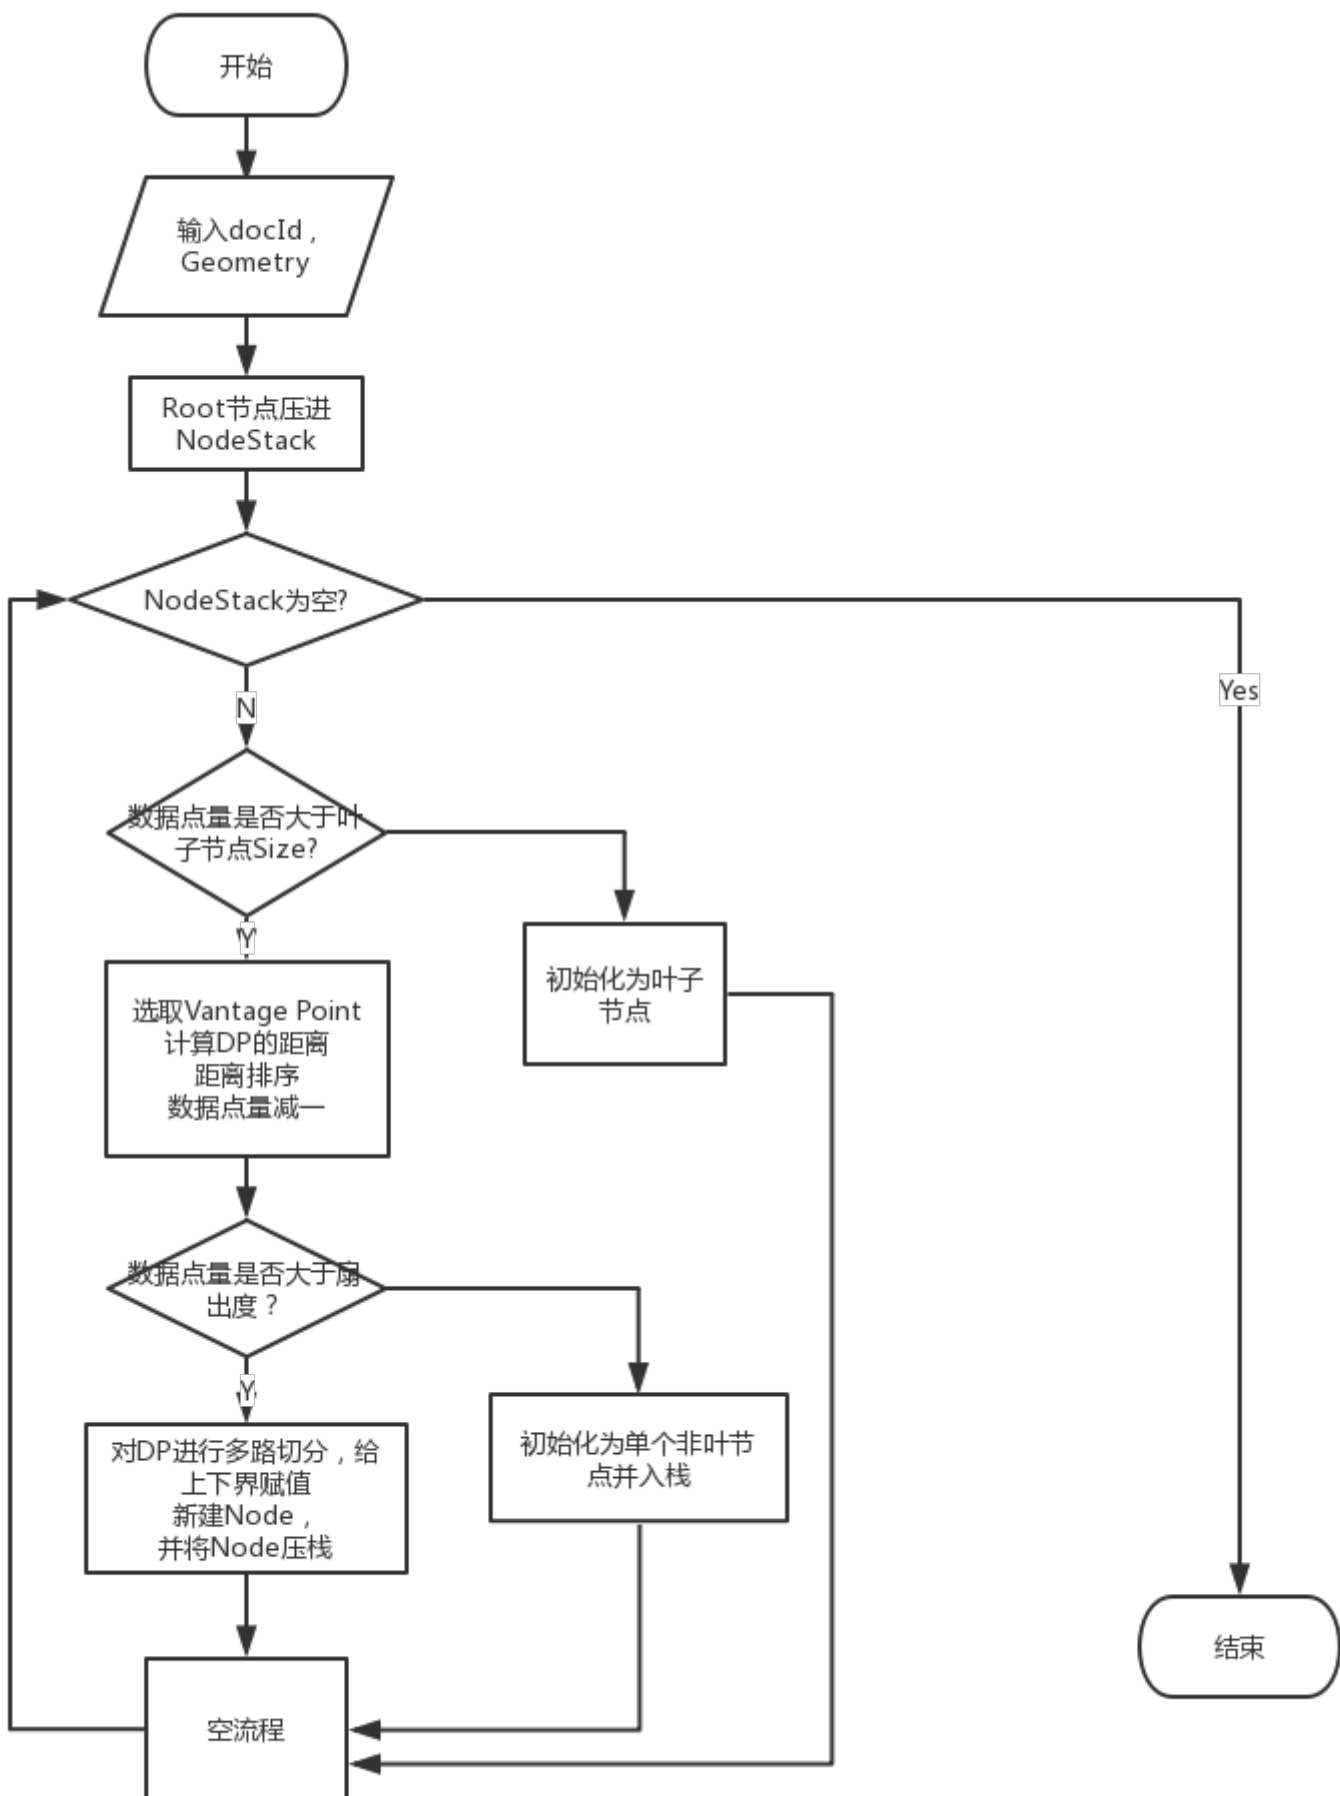 开始
输入docId，
Geometry
Root节点压进
NodeStack
NodeStack为空?
Yes
N
数据点量是否大于叶
子节点Size?
Y
初始化为叶子
节点
选取Vantage Point
计算DP的距离
距离排序
数据点量减一
数据点量是否大于扇
出度？
Y
初始化为单个非叶节
点并入栈
对DP进行多路切分，给
上下界赋值
新建Node，
并将Node压栈
结束
空流程